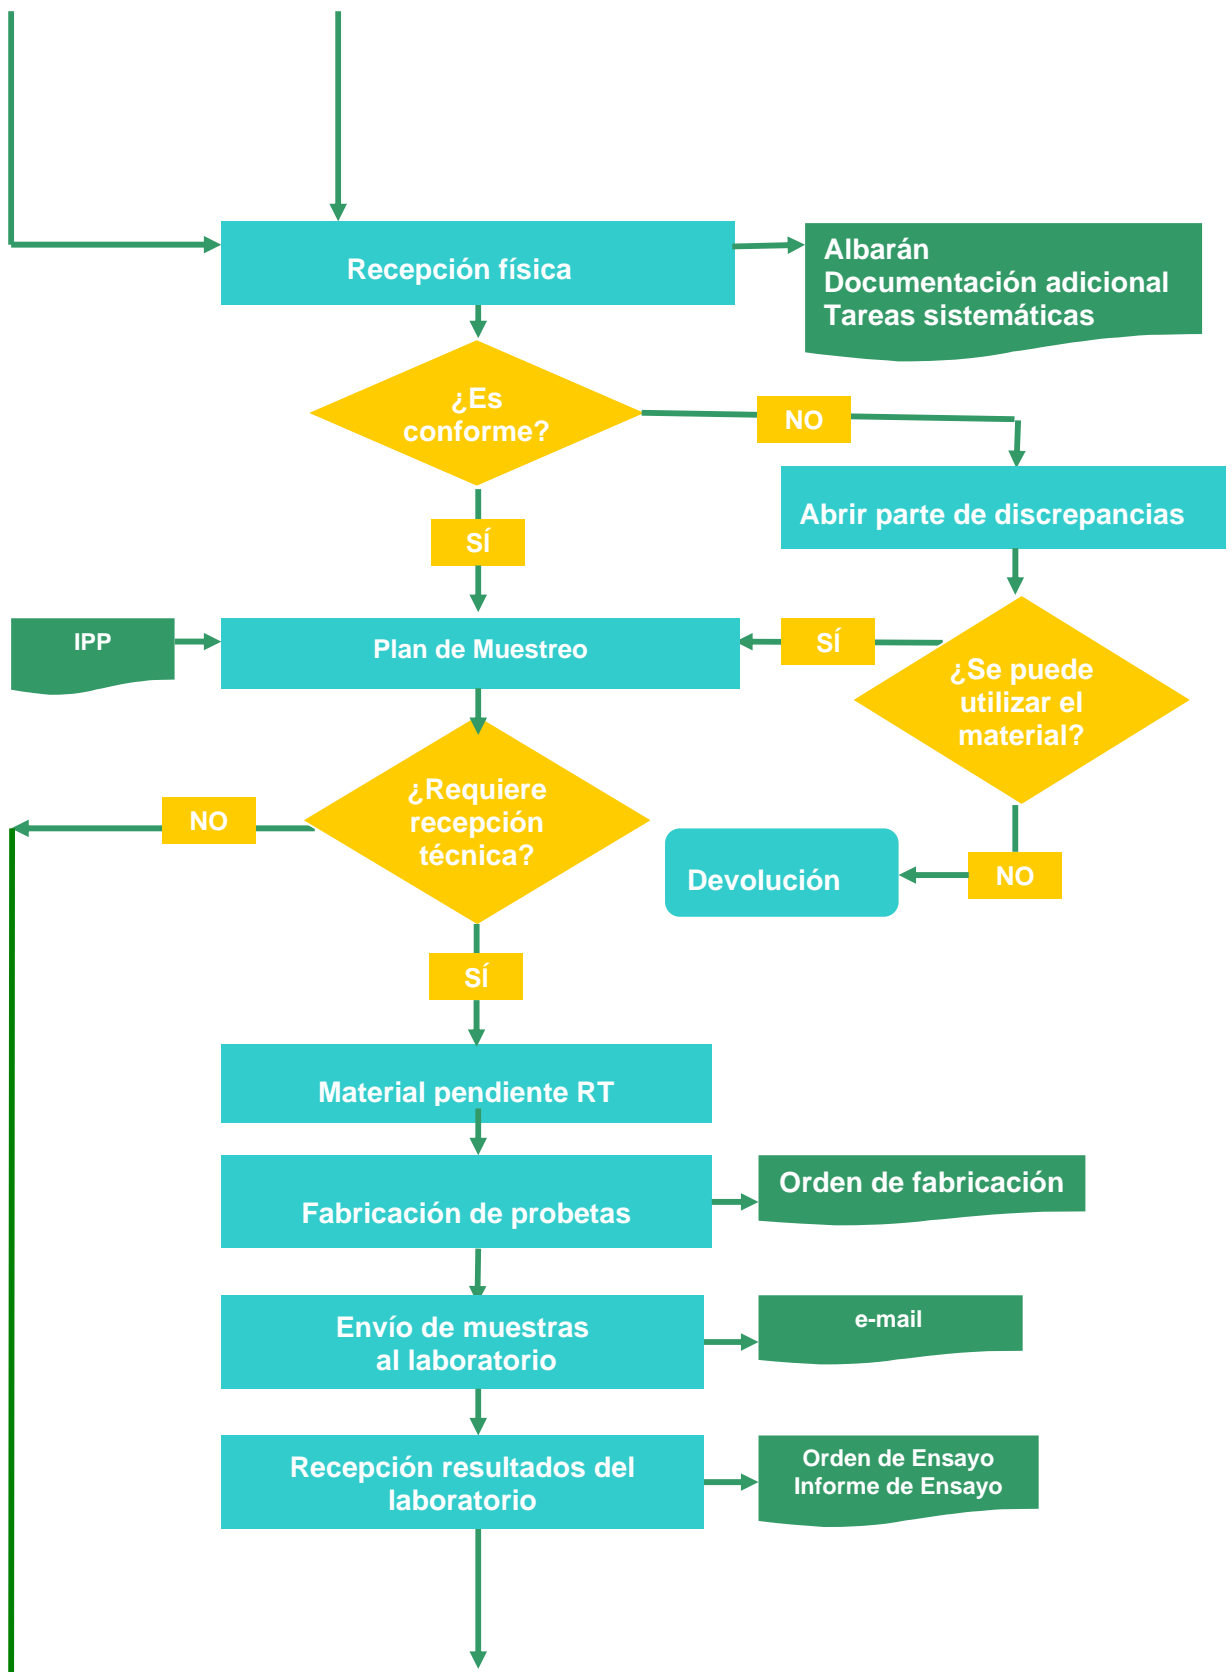 Recepción física
Albarán
Documentación adicional
Tareas sistemáticas
¿Es
conforme?
NO
Abrir parte de discrepancias
SÍ
IPP
Plan de Muestreo
SÍ
¿Se puede
utilizar el
material?
¿Requiere
recepción
técnica?
NO
Devolución
NO
SÍ
Material pendiente RT
Fabricación de probetas
Orden de fabricación
Envío de muestras
al laboratorio
e-mail
Recepción resultados del
laboratorio
Orden de Ensayo
Informe de Ensayo